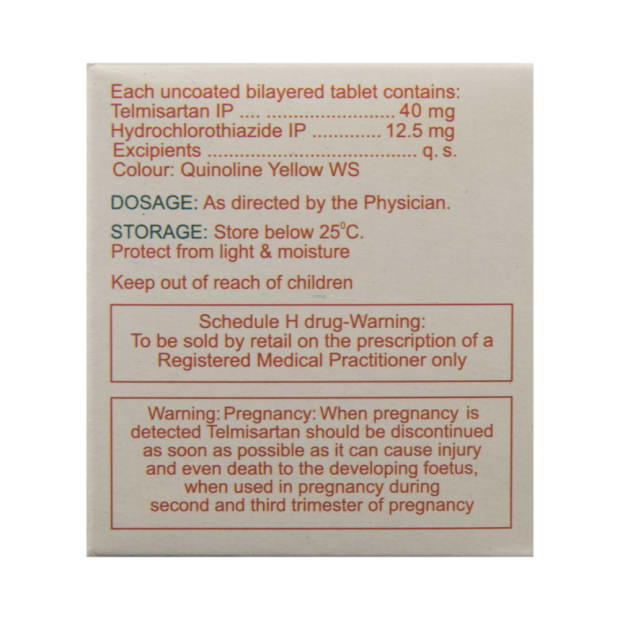 Each uncoated bilayered tablet contains:
Telmisartan IP .... ........................ 40 mg
Hydrochlorothiazide IP ............. 12.5 mg
Excipients ....................................... q. s.
Colour: Quinoline Yellow WS
DOSAGE: As directed by the Physician.
STORAGE: Store below 25°C.
Protect from light & moisture
Keep out of reach of children
Schedule H drug-Warning:
To be sold by retail on the prescription of a
Registered Medical Practitioner only
Warning: Pregnancy: When pregnancy is
detected Telmisartan should be discontinued
as soon as possible as it can cause injury
and even death to the developing foetus,
when used in pregnancy during
second and third trimester of pregnancy